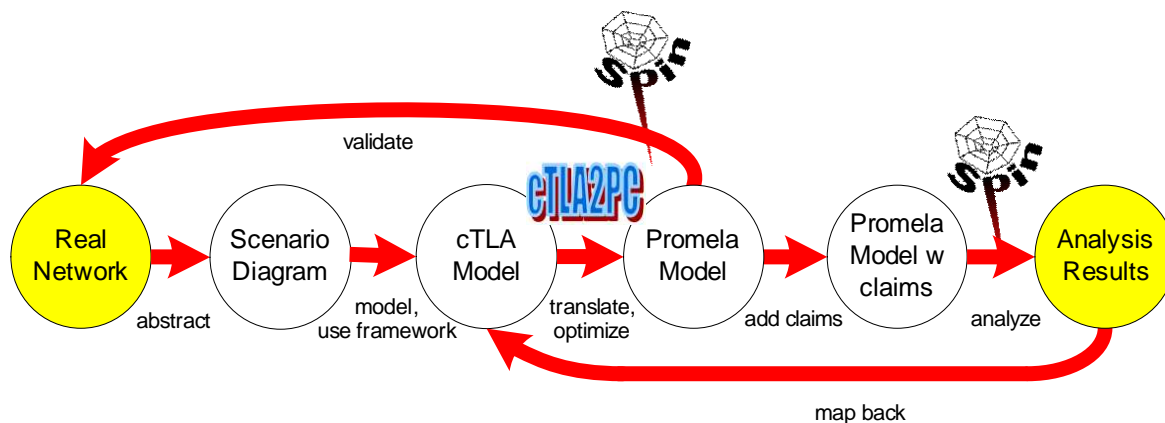 Spin
validate
Spin
cTLA2PC
Real
Network
Scenario
Diagram
cTLA
Model
Promela
Model
Promela
Model w
claims
Analysis
Results
abstract
model,
use framework
translate,
optimize
add claims
analyze
map back